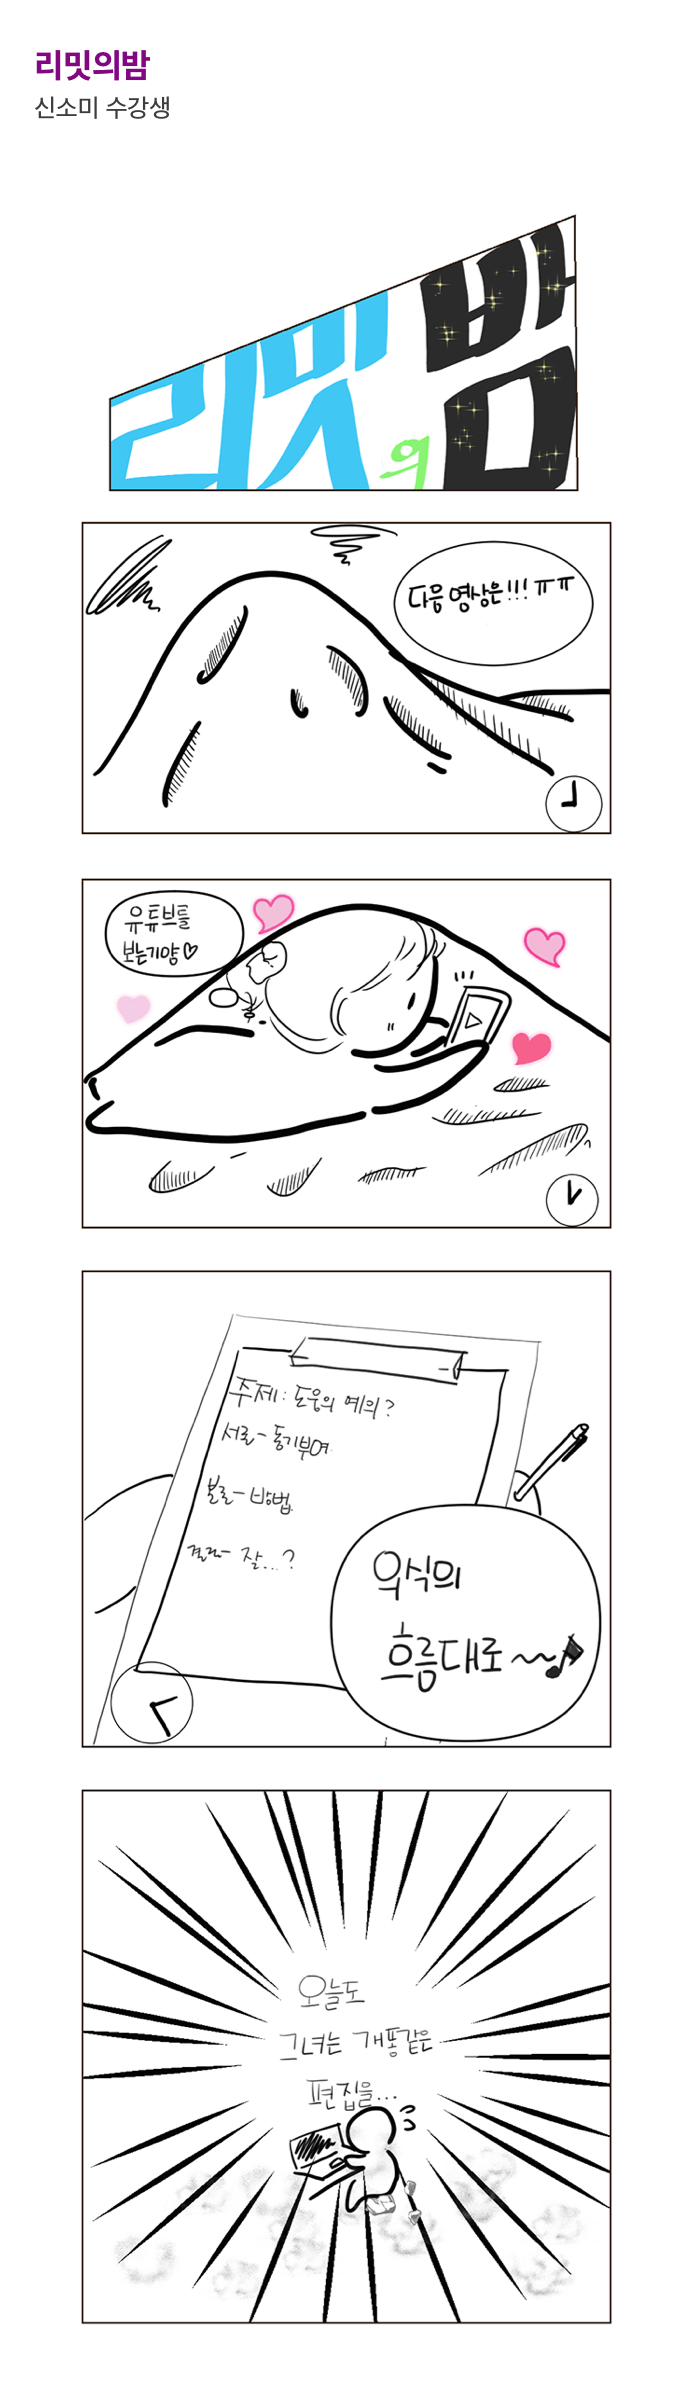 리밋의밤
신소미 수강생
리밋의 밤
다음 영상은!!! ㅠㅠ
유튜브를
보는기얌♡
주제: 도움의 예의?
서론 - 동기부여
본론 - 방법
결론 - 잘...?
의식의
흐름대로~~♪
오늘도
그녀는 개똥같은
편집을...